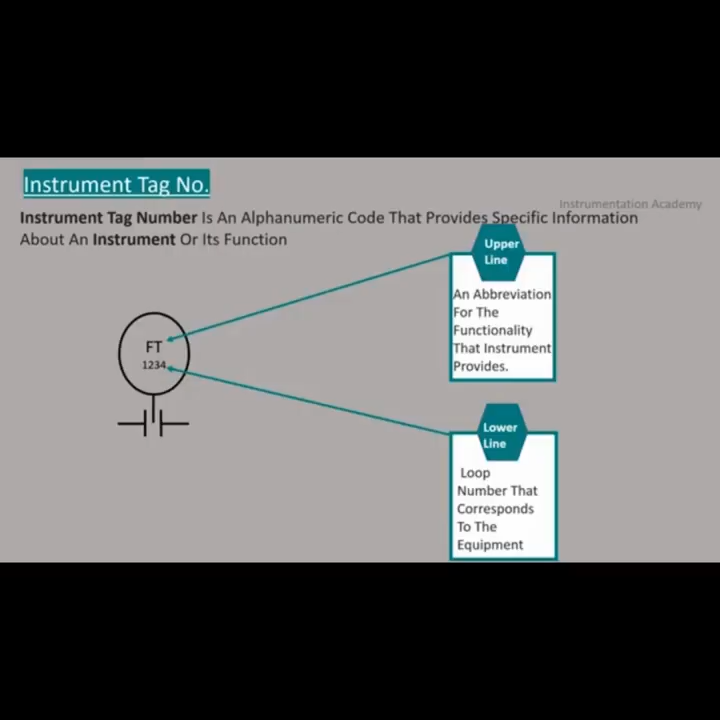 Instrument Tag No.
Instrumentation Academy
Instrument Tag Number Is An Alphanumeric Code That Provides Specific Information
About An Instrument Or Its Function
Upper
Line
An Abbreviation
For The
Functionality
That Instrument
Provides.
FT
1234
Lower
Line
Loop
Number That
Corresponds
To The
Equipment